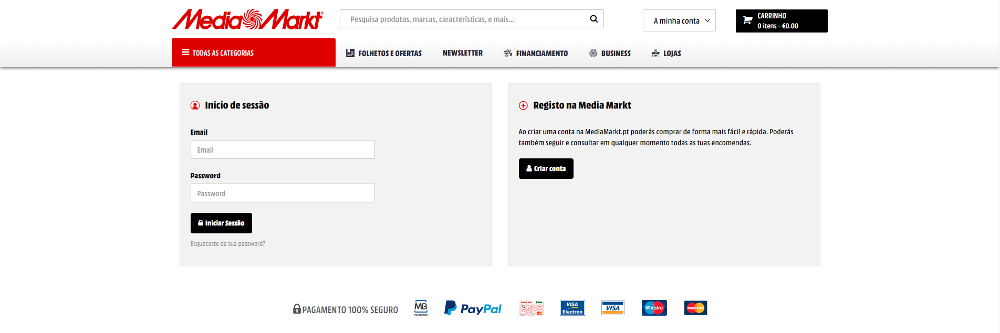 MediaMarkt®
Pesquisa produtos, marcas, características, e mais...
A minha conta
CARRINHO
0 itens - €0.00
TODAS AS CATEGORIAS
FOLHETOS E OFERTAS
NEWSLETTER
FINANCIAMENTO
BUSINESS
LOJAS
Inicio de sessão
Email
Email
Password
Password
Iniciar Sessão
Esqueceste da tua password?
Registo na Media Markt
Ao criar uma conta na MediaMarkt.pt poderás comprar de forma mais fácil e rápida. Poderás
também seguir e consultar em qualquer momento todas as tuas encomendas.
Criar conta
PAGAMENTO 100% SEGURO
MB
MULTIBANCO
PayPal
VISA
Electron
VISA
Maestro
MasterCard